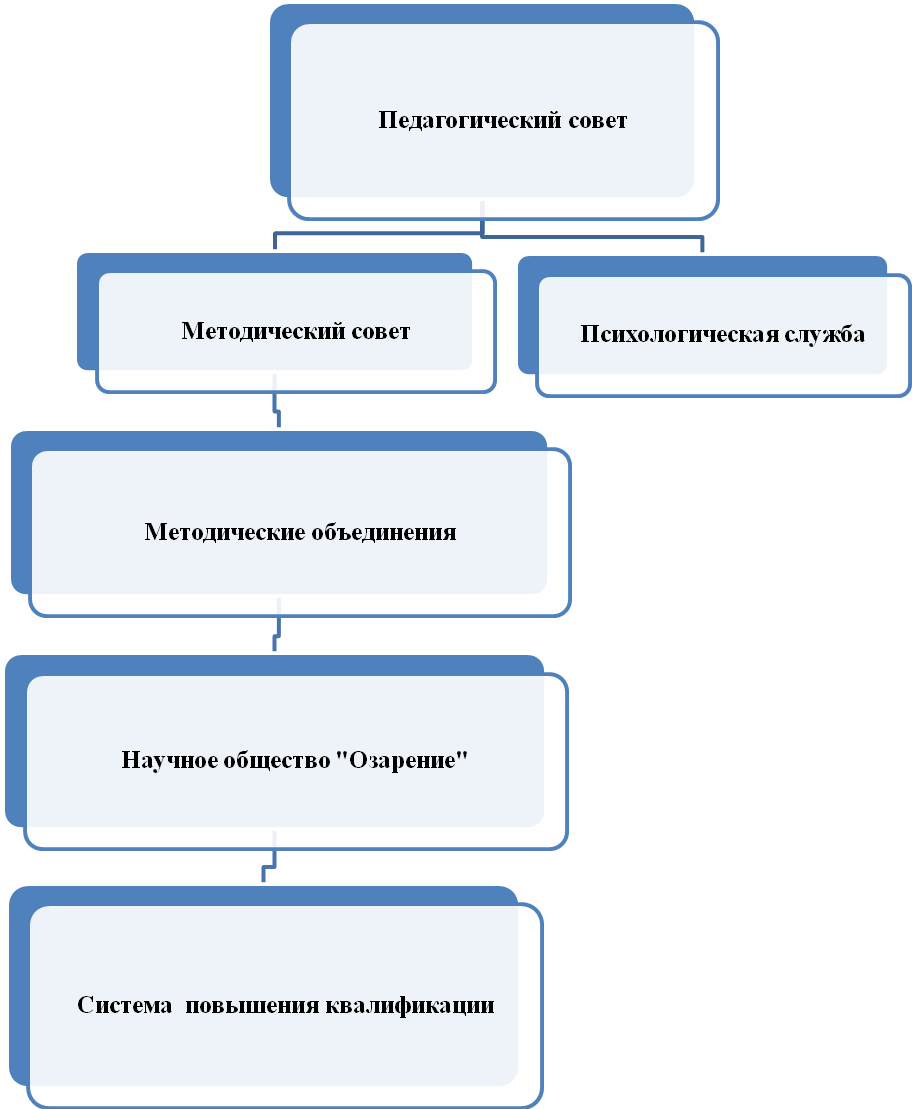 Педагогический совет
Методический совет
Психологическая служба
Методические объединения
Научное общество "Озарение"
Система  повышения квалификации